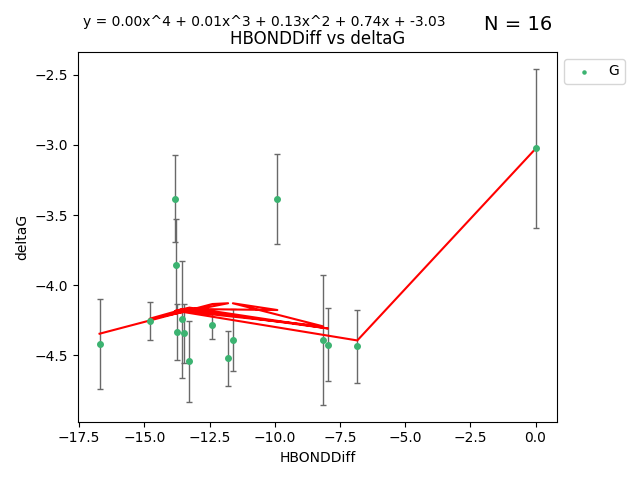 y = 0.00x^4 + 0.01x^3 + 0.13x^2 + 0.74x + -3.03
N = 16
HBONDDiff vs deltaG
G
deltaG
−2.5
−3.0
−3.5
−4.0
−4.5
−17.5 −15.0 −12.5 −10.0 −7.5 −5.0 −2.5 0.0
HBONDDiff